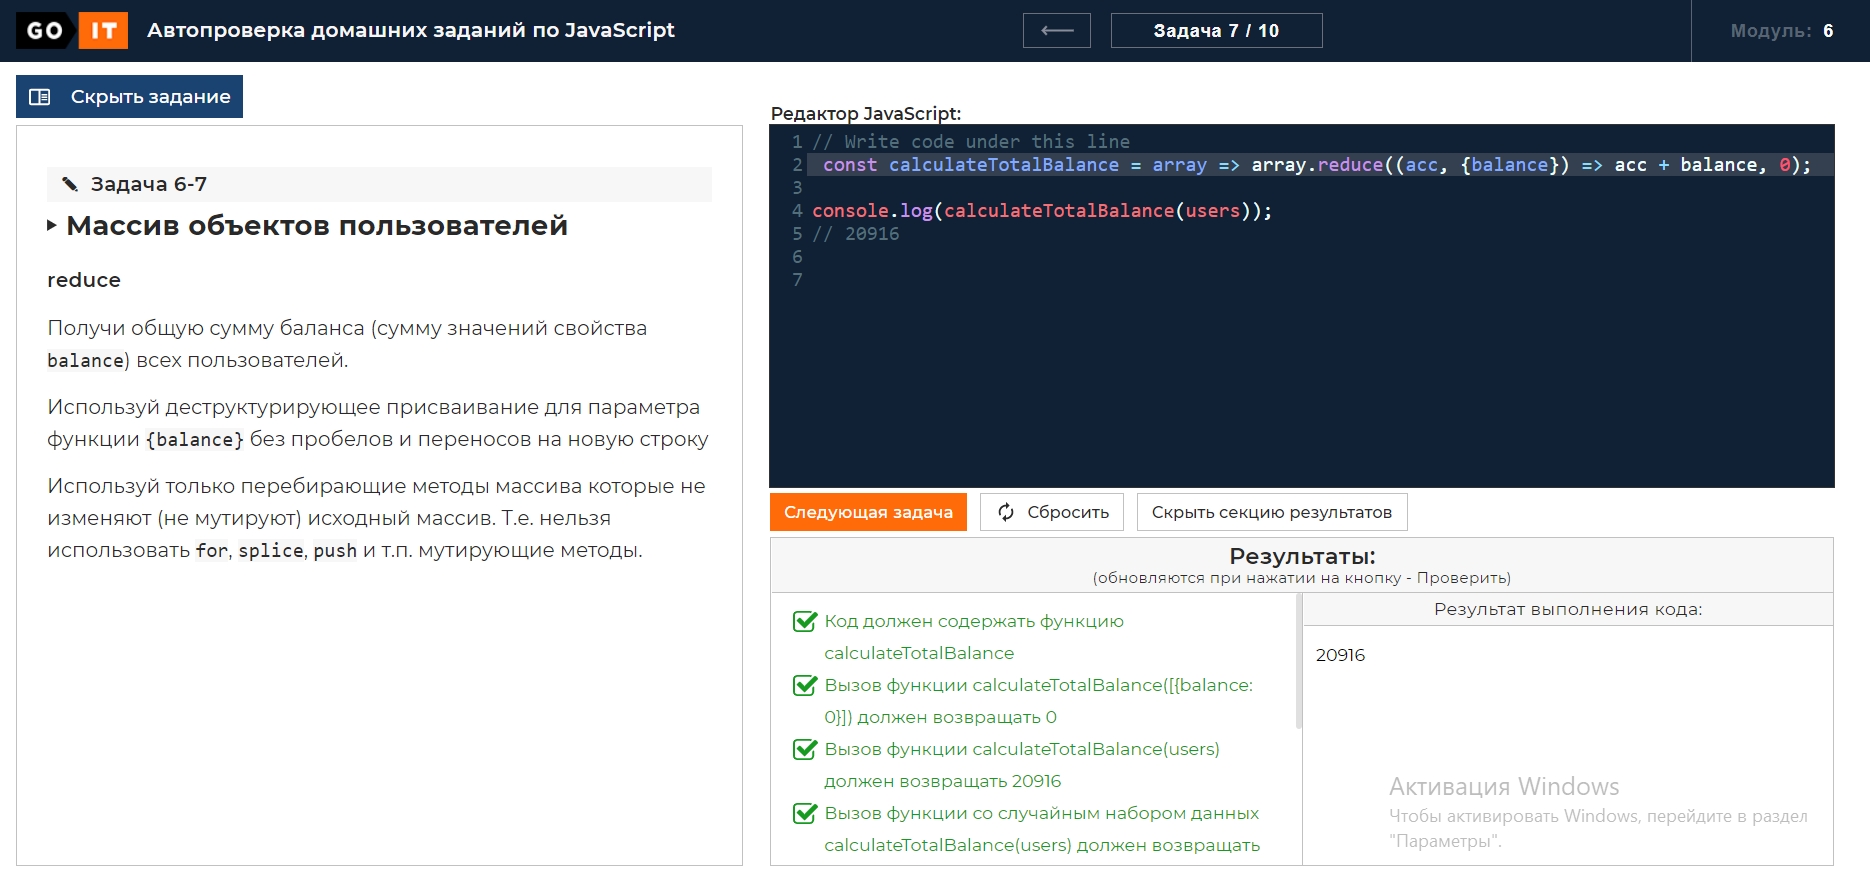 GO IT
Автопроверка домашних заданий по JavaScript
Задача 7 / 10
Модуль: 6
Скрыть задание
Задача 6-7
Массив объектов пользователей
reduce
Получи общую сумму баланса (сумму значений свойства
balance) всех пользователей.
Используй деструктурирующее присваивание для параметра
функции {balance} без пробелов и переносов на новую строку
Используй только перебирающие методы массива которые не
изменяют (не мутируют) исходный массив. Т.е. нельзя
использовать for, splice, push и т.п. мутирующие методы.
Редактор JavaScript:
1 // Write code under this line
2 const calculateTotalBalance = array => array.reduce((acc, {balance}) => acc + balance, 0);
3
4 console.log(calculateTotalBalance(users));
5 // 20916
6
7
Следующая задача
Сбросить
Скрыть секцию результатов
Результаты:
(обновляются при нажатии на кнопку - Проверить)
Код должен содержать функцию
calculateTotalBalance
Вызов функции calculateTotalBalance([{balance:
0}]) должен возвращать 0
Вызов функции calculateTotalBalance(users)
должен возвращать 20916
Вызов функции со случайным набором данных
calculateTotalBalance(users) должен возвращать
Результат выполнения кода:
20916
Активация Windows
Чтобы активировать Windows, перейдите в раздел
"Параметры".